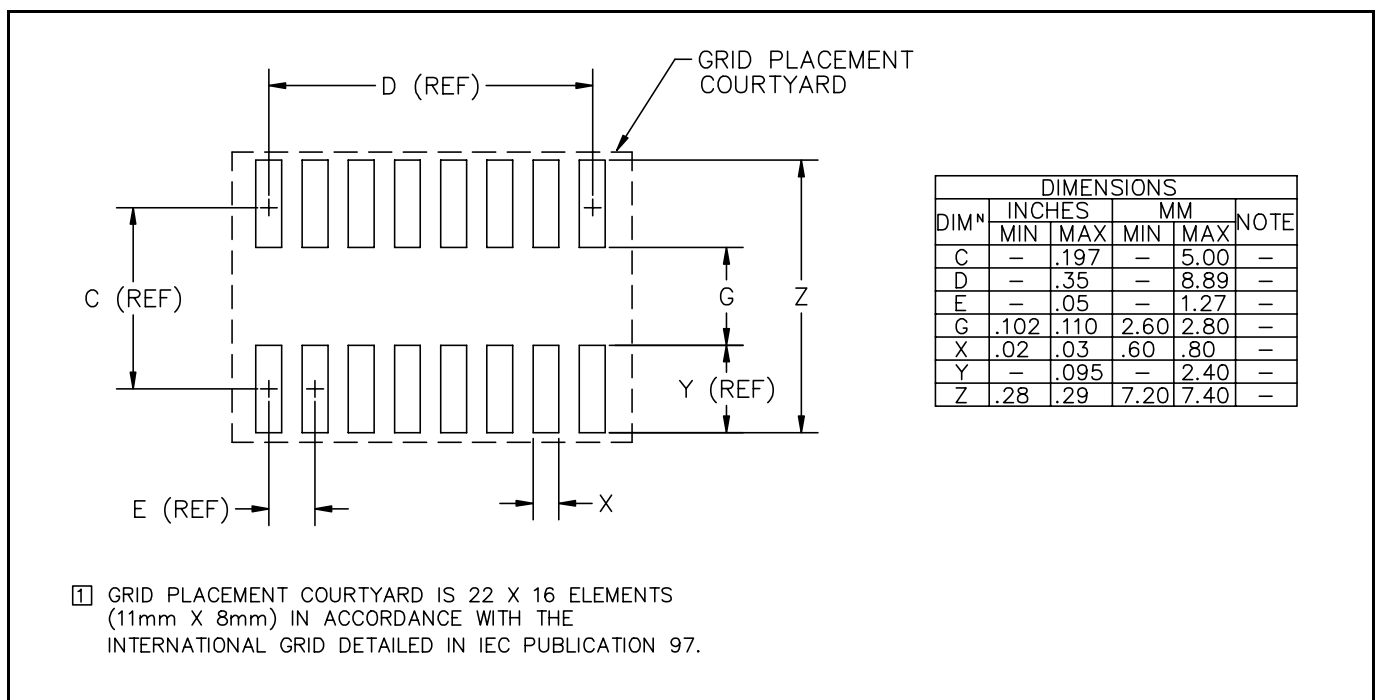 D (REF)
GRID PLACEMENT
COURTYARD
C (REF)
G
Z
Y (REF)
E (REF)
X
DIMENSIONS
DIMᴺ INCHES MM NOTE
MIN MAX MIN MAX
C – .197 – 5.00 –
D – .35 – 8.89 –
E – .05 – 1.27 –
G .102 .110 2.60 2.80 –
X .02 .03 .60 .80 –
Y – .095 – 2.40 –
Z .28 .29 7.20 7.40 –
1 GRID PLACEMENT COURTYARD IS 22 X 16 ELEMENTS
(11mm X 8mm) IN ACCORDANCE WITH THE
INTERNATIONAL GRID DETAILED IN IEC PUBLICATION 97.